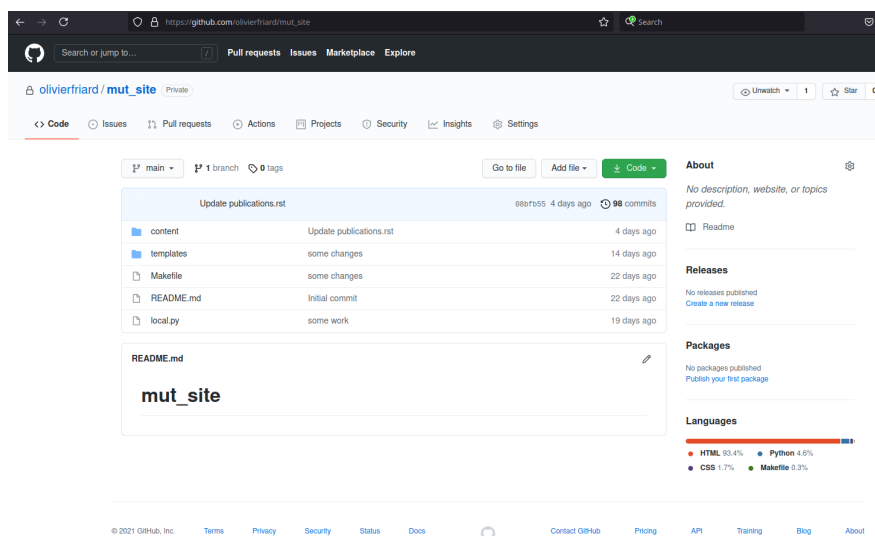 https://github.com/olivierfriard/mut_site Search
Search or jump to... / Pull requests Issues Marketplace Explore
olivierfriard / mut_site Private Unwatch 1 Star
<> Code Issues Pull requests Actions Projects Security Insights Settings
main 1 branch 0 tags Go to file Add file Code
Update publications.rst 4 days ago 98 commits
content Update publications.rst 4 days ago
templates some changes 14 days ago
Makefile some changes 22 days ago
README.md Initial commit 22 days ago
local.py some work 19 days ago
README.md
mut_site
About
No description, website, or topics
provided.
Readme
Releases
No releases published
Create a new release
Packages
No packages published
Publish your first package
Languages
HTML 93.4% Python 4.6%
CSS 1.7% Makefile 0.3%
© 2021 GitHub, Inc. Terms Privacy Security Status Docs Contact GitHub Pricing API Training Blog About